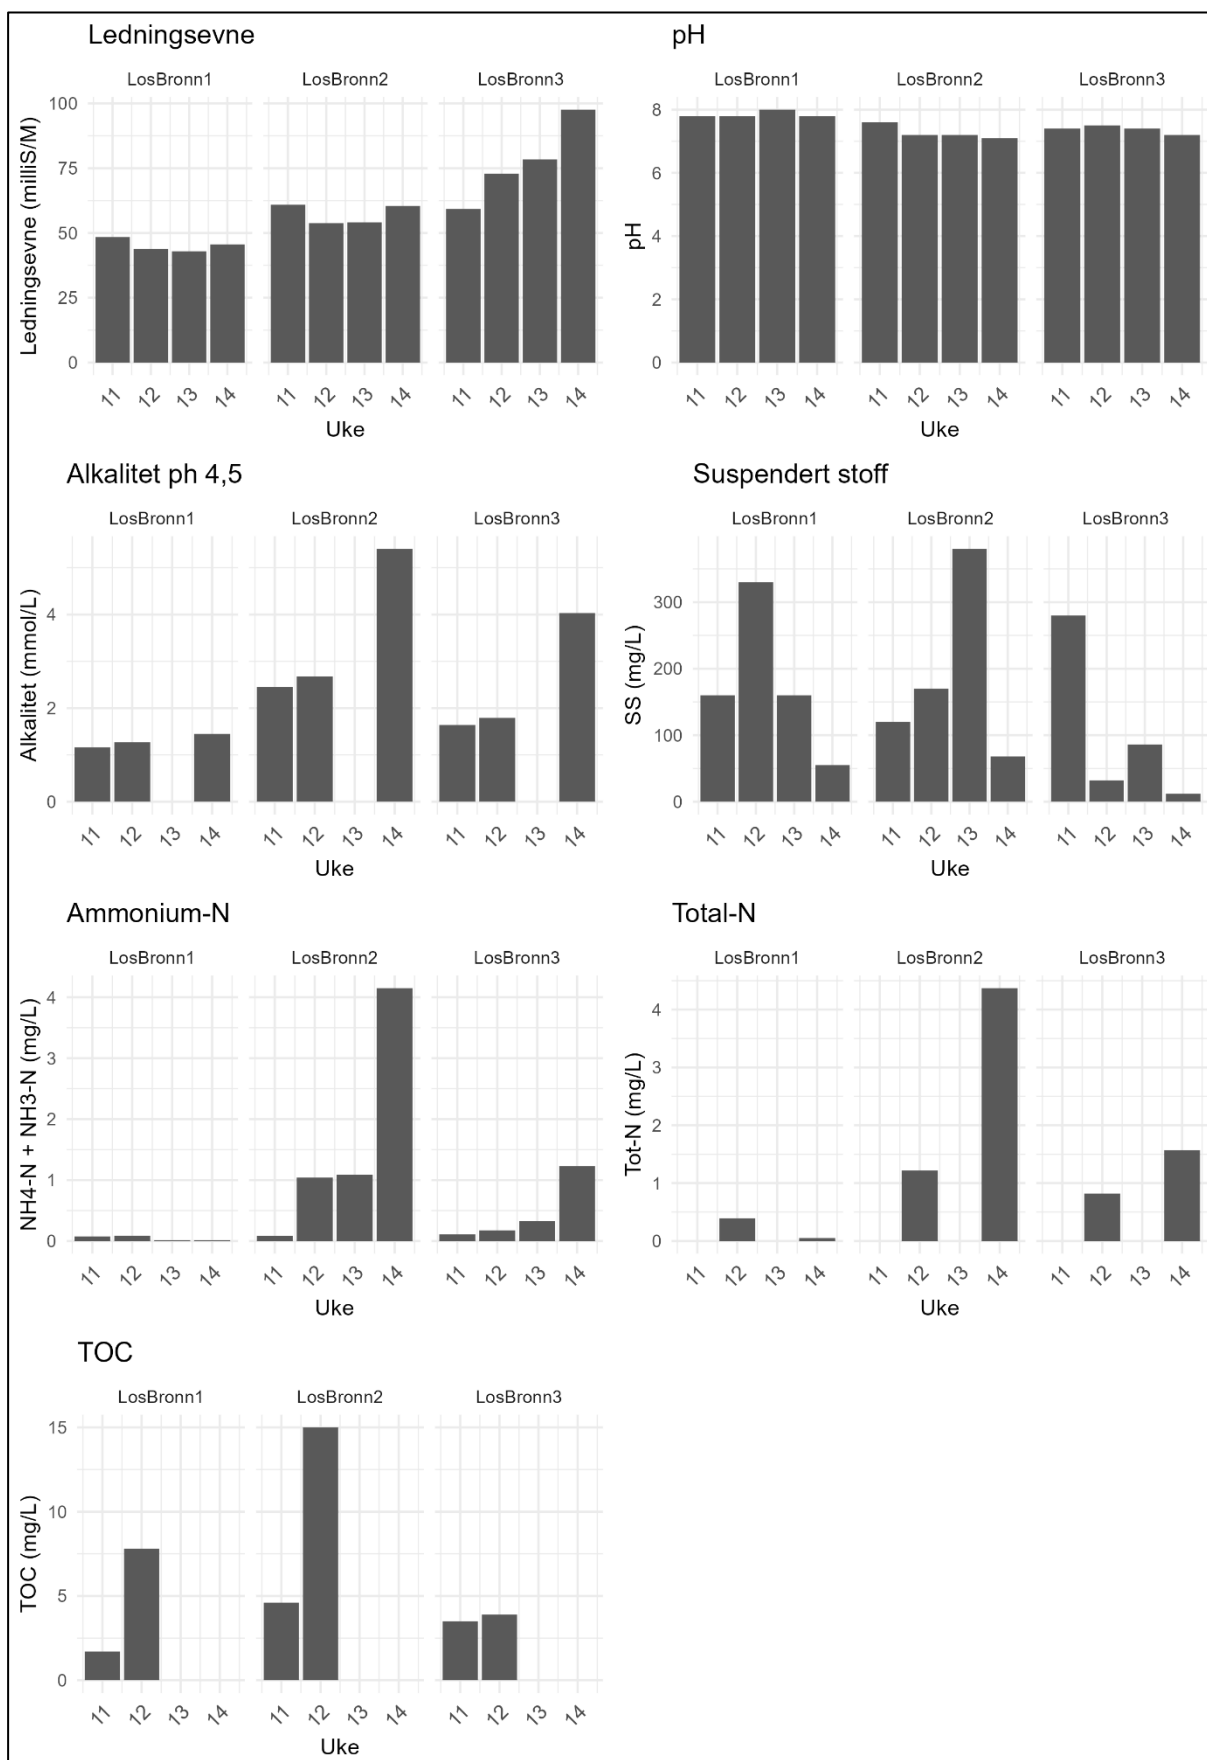 Ledningsevne
LosBronn1 LosBronn2 LosBronn3
Ledningsevne (milliS/M)
100
75
50
25
0
11 12 13 14 11 12 13 14 11 12 13 14
Uke
pH
LosBronn1 LosBronn2 LosBronn3
pH
8
6
4
2
0
11 12 13 14 11 12 13 14 11 12 13 14
Uke
Alkalitet ph 4,5
LosBronn1 LosBronn2 LosBronn3
Alkalitet (mmol/L)
4
2
0
11 12 13 14 11 12 13 14 11 12 13 14
Uke
Suspendert stoff
LosBronn1 LosBronn2 LosBronn3
SS (mg/L)
300
200
100
0
11 12 13 14 11 12 13 14 11 12 13 14
Uke
Ammonium-N
LosBronn1 LosBronn2 LosBronn3
NH4-N + NH3-N (mg/L)
4
3
2
1
0
11 12 13 14 11 12 13 14 11 12 13 14
Uke
Total-N
LosBronn1 LosBronn2 LosBronn3
Tot-N (mg/L)
4
3
2
1
0
11 12 13 14 11 12 13 14 11 12 13 14
Uke
TOC
LosBronn1 LosBronn2 LosBronn3
TOC (mg/L)
15
10
5
0
11 12 13 14 11 12 13 14 11 12 13 14
Uke